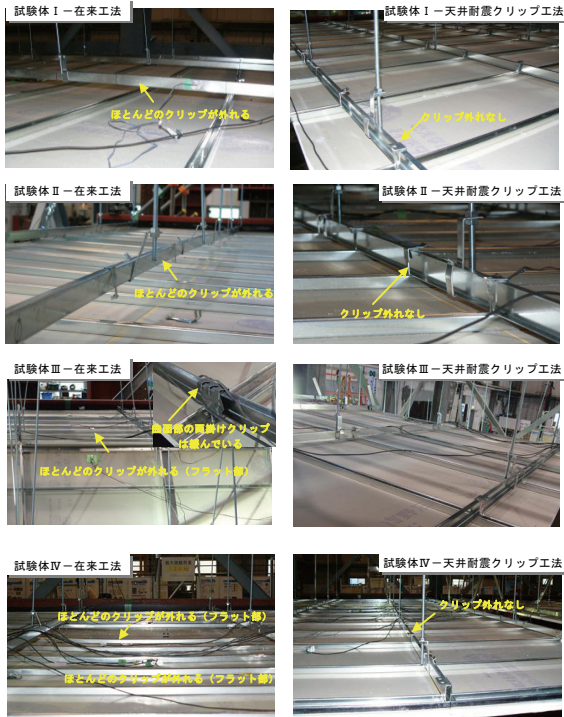 試験体Ⅰ－在来工法
ほとんどのクリップが外れる
試験体Ⅰ－天井耐震クリップ工法
クリップ外れなし
試験体Ⅱ－在来工法
ほとんどのクリップが外れる
試験体Ⅱ－天井耐震クリップ工法
クリップ外れなし
試験体Ⅲ－在来工法
曲面部の両掛けクリップ
は緩んでいる
ほとんどのクリップが外れる（フラット部）
試験体Ⅲ－天井耐震クリップ工法
試験体Ⅳ－在来工法
ほとんどのクリップが外れる（フラット部）
ほとんどのクリップが外れる（フラット部）
試験体Ⅳ－天井耐震クリップ工法
クリップ外れなし